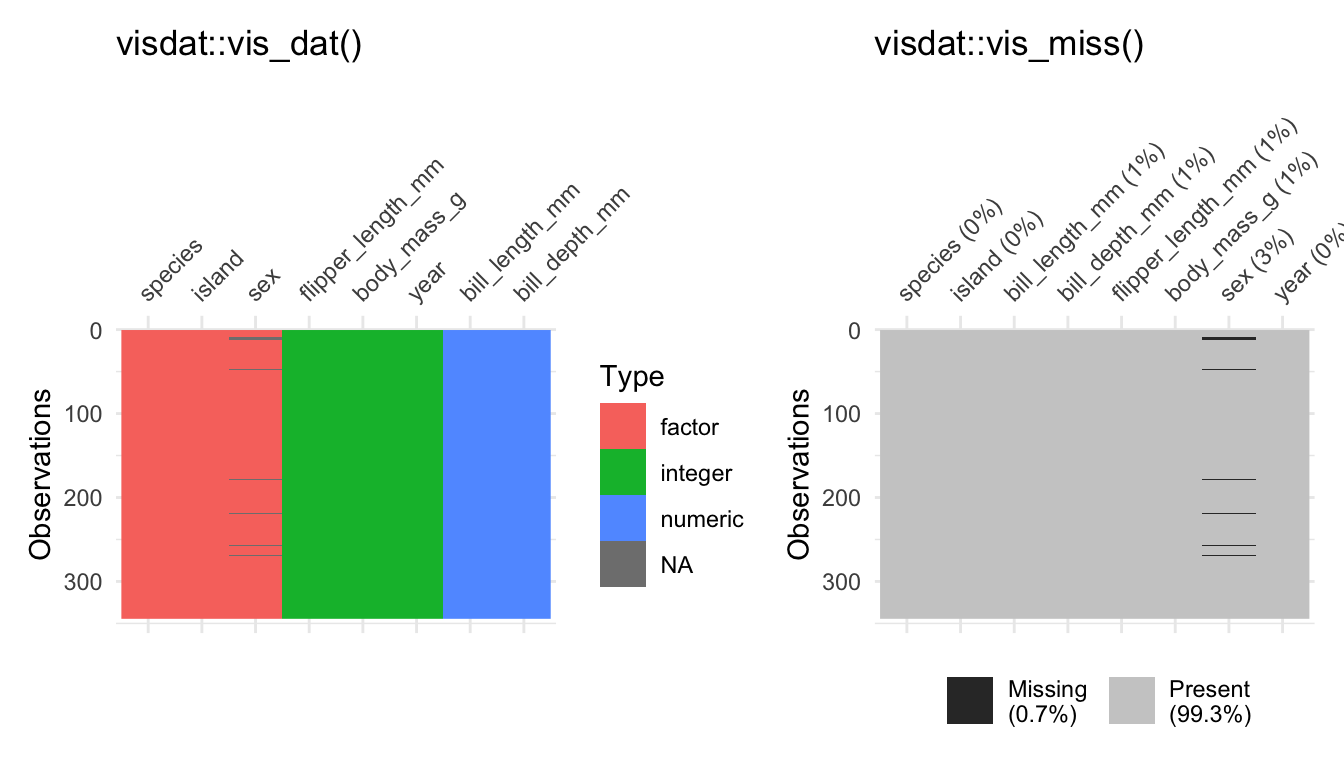 visdat::vis_dat()
species
island
sex
flipper_length_mm
body_mass_g
year
bill_length_mm
bill_depth_mm
Observations
0
100
200
300
Type
factor
integer
numeric
NA
visdat::vis_miss()
species (0%)
island (0%)
bill_length_mm (1%)
bill_depth_mm (1%)
flipper_length_mm (1%)
body_mass_g (1%)
sex (3%)
year (0%
Observations
0
100
200
300
Missing
(0.7%)
Present
(99.3%)